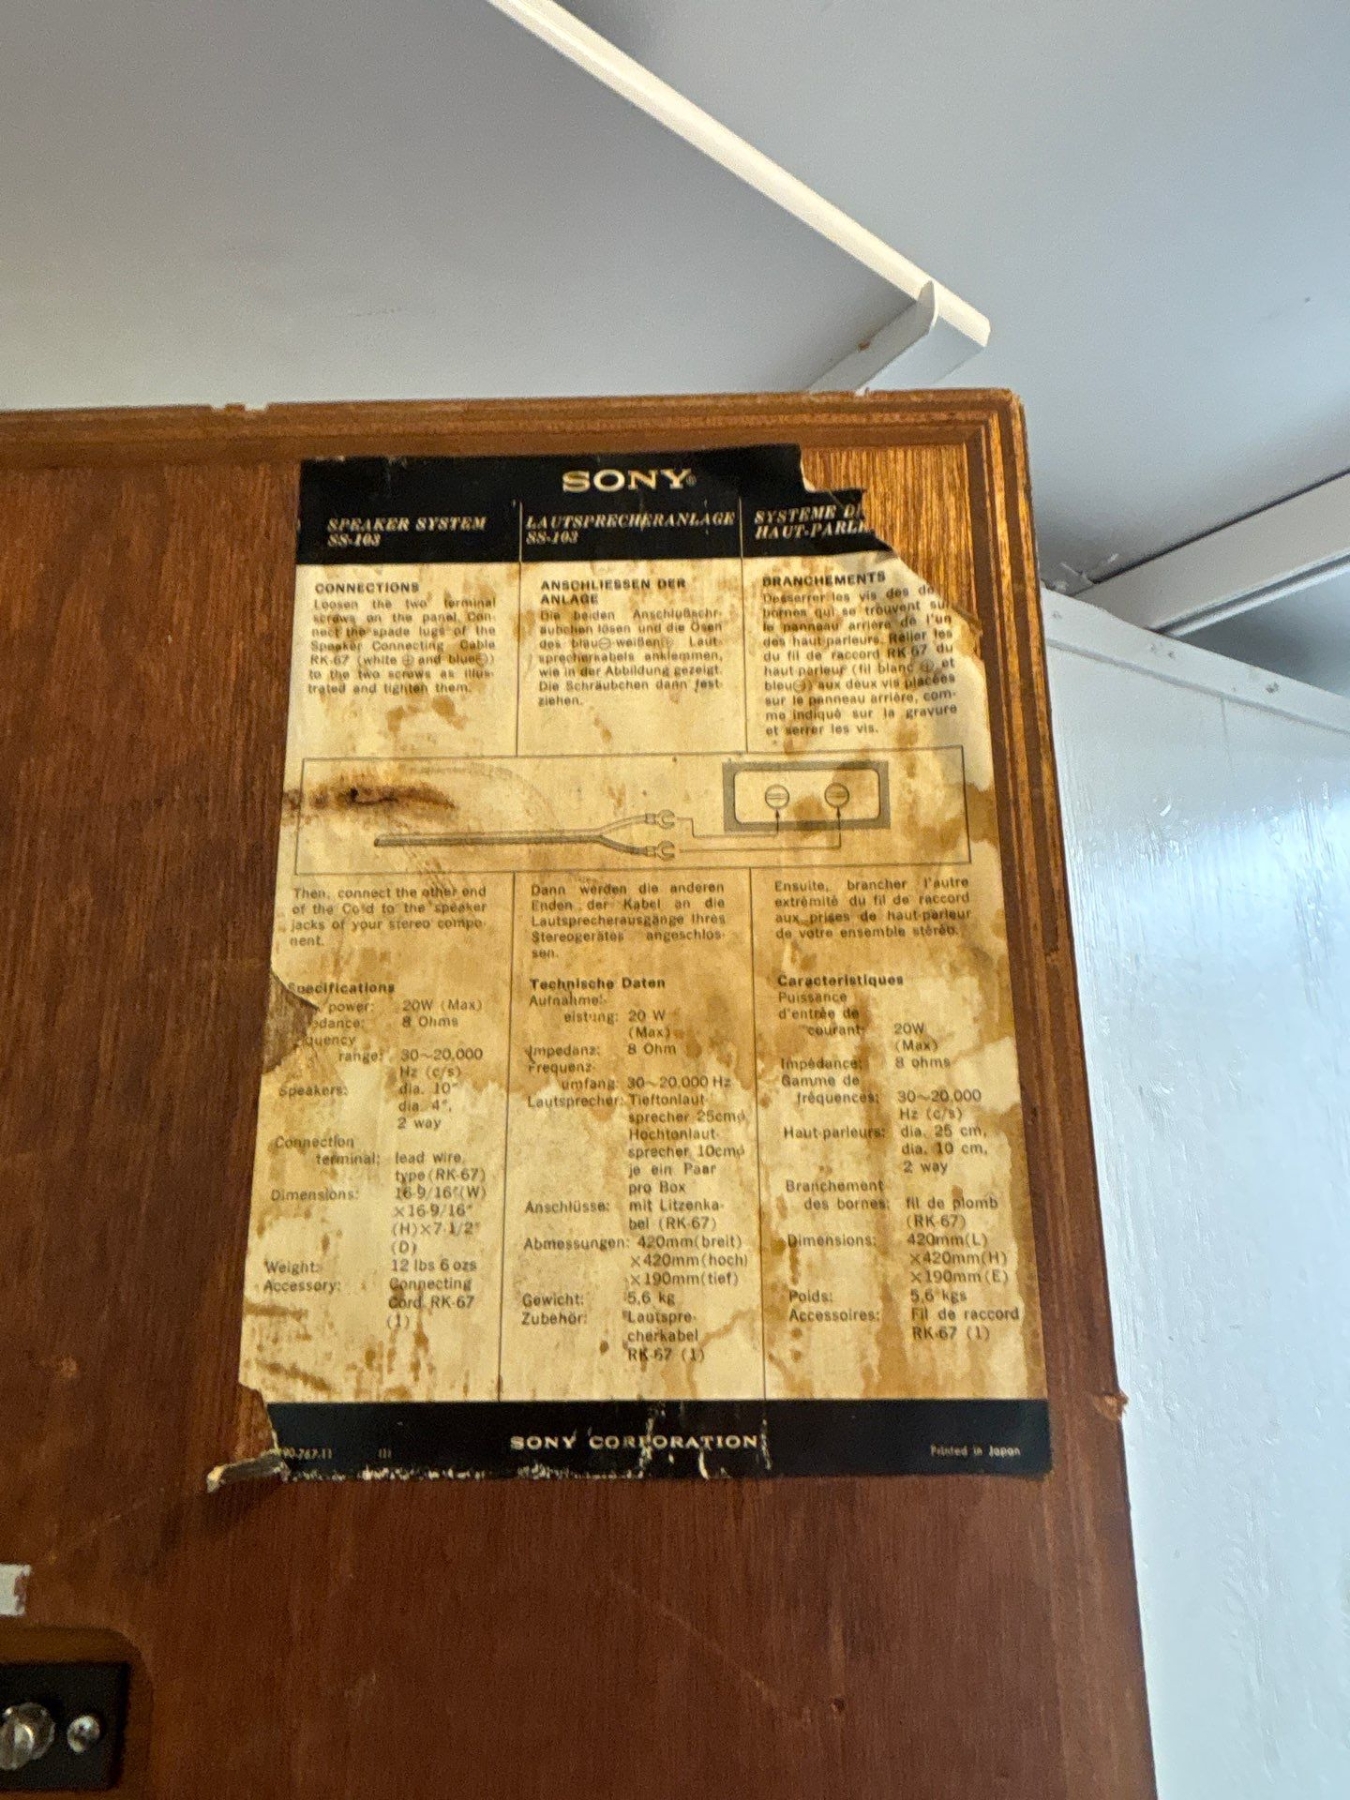 SONY®
SPEAKER SYSTEM
SS-103
CONNECTIONS
Loosen the two terminal
screws on the panel. Con-
nect the spade lugs of the
Speaker Connecting Cable
RK-67 (white ⊕ and blue⊖)
to the two screws as illus-
trated and tighten them.
LAUTSPRECHERANLAGE
SS-103
ANSCHLIESSEN DER
ANLAGE
Die beiden Anschlußschr-
äubchen lösen und die Ösen
des blau⊖-weißen⊕ Laut-
sprecherkabels anklemmen,
wie in der Abbildung gezeigt.
Die Schräubchen dann fest-
ziehen.
SYSTEME D
HAUT-PARLE
BRANCHEMENTS
Desserrer les vis des de
bornes qui se trouvent sur
le panneau arrière de l'un
des haut-parleurs. Relier les
du fil de raccord RK-67 du
haut-parleur (fil blanc ⊕ et
bleu⊖) aux deux vis placées
sur le panneau arrière, com-
me indiqué sur la gravure
et serrer les vis.
Then, connect the other end
of the Cord to the speaker
jacks of your stereo compo-
nent.
Specifications
power: 20W (Max)
edance: 8 Ohms
quency
range: 30~20,000
Hz (c/s)
Speakers: dia. 10"
dia. 4",
2 way
Connection
terminal: lead wire
type (RK-67)
Dimensions: 16-9/16"(W)
×16-9/16"
(H)×7-1/2"
(D)
Weight: 12 lbs 6 ozs
Accessory: Connecting
Cord RK-67
(1)
Dann werden die anderen
Enden der Kabel an die
Lautsprecherausgänge Ihres
Stereogerätes angeschlos-
sen.
Technische Daten
Aufnahme-
eistung: 20 W
(Max)
Impedanz: 8 Ohm
Frequenz-
umfang: 30~20.000 Hz
Lautsprecher: Tieftonlaut-
sprecher 25cmφ
Hochtonlaut-
sprecher 10cmφ
je ein Paar
pro Box
Anschlüsse: mit Litzenka-
bel (RK-67)
Abmessungen: 420mm(breit)
×420mm(hoch)
×190mm(tief)
Gewicht: 5,6 kg
Zubehör: Lautspre-
cherkabel
RK-67 (1)
Ensuite, brancher l'autre
extrémité du fil de raccord
aux prises de haut-parleur
de votre ensemble stéréo.
Caracteristiques
Puissance
d'entrée de
courant: 20W
(Max)
Impédance: 8 ohms
Gamme de
fréquences: 30~20.000
Hz (c/s)
Haut-parleurs: dia. 25 cm,
dia. 10 cm,
2 way
Branchement
des bornes: fil de plomb
(RK-67)
Dimensions: 420mm(L)
×420mm(H)
×190mm(E)
Poids: 5,6 kgs
Accessoires: Fil de raccord
RK-67 (1)
90-767-11
(1)
SONY CORPORATION
Printed in Japan